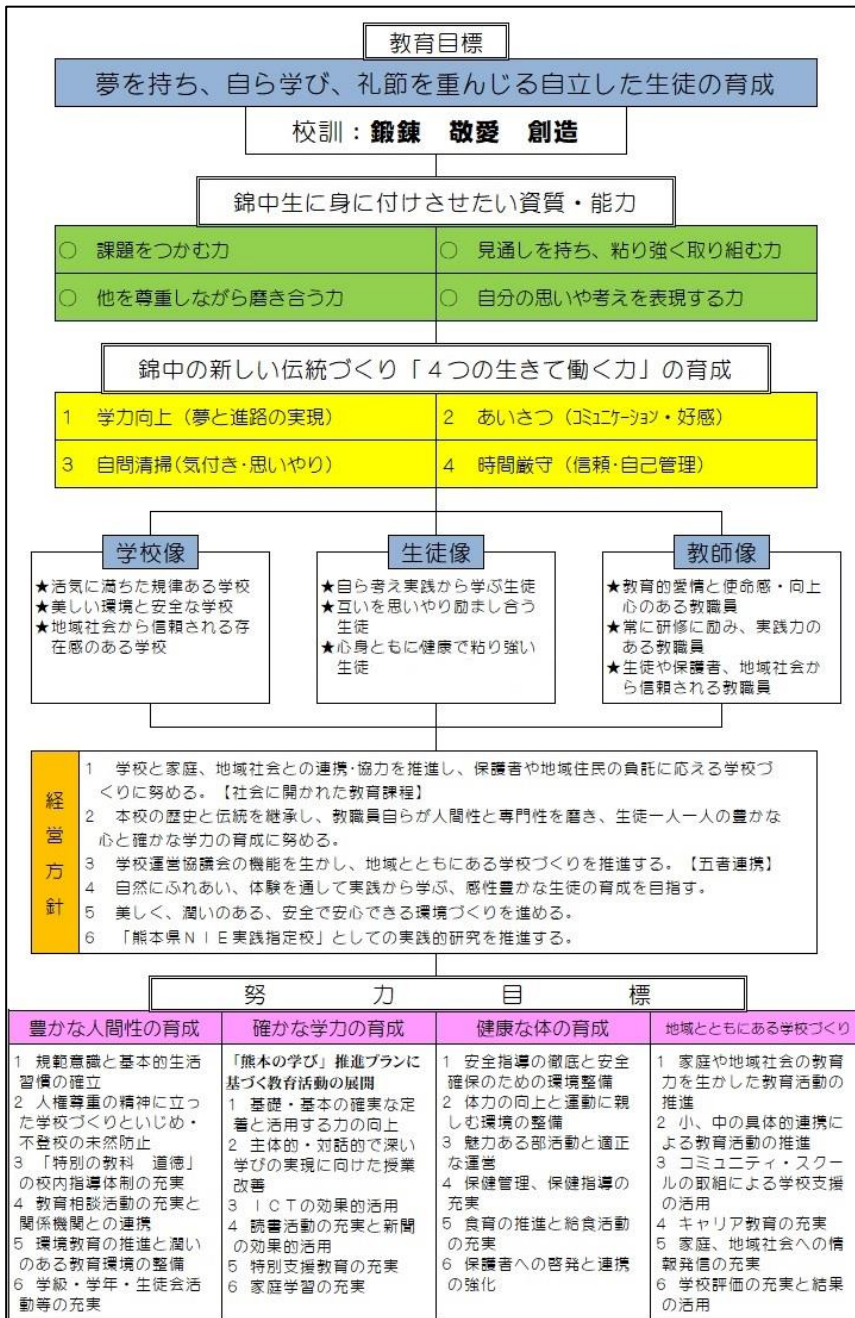 教育目標
夢を持ち、自ら学び、礼節を重んじる自立した生徒の育成
校訓：鍛錬　敬愛　創造
錦中生に身に付けさせたい資質・能力
○　課題をつかむ力
○　見通しを持ち、粘り強く取り組む力
○　他を尊重しながら磨き合う力
○　自分の思いや考えを表現する力
錦中の新しい伝統づくり「４つの生きて働く力」の育成
1　学力向上（夢と進路の実現）
2　あいさつ（ｺﾐｭﾆｹｰｼｮﾝ・好感）
3　自問清掃(気付き･思いやり）
4　時間厳守（信頼･自己管理）
学校像
★活気に満ちた規律ある学校
★美しい環境と安全な学校
★地域社会から信頼される存
在感のある学校
生徒像
★自ら考え実践から学ぶ生徒
★互いを思いやり励まし合う
生徒
★心身ともに健康で粘り強い
生徒
教師像
★教育的愛情と使命感・向上
心のある教職員
★常に研修に励み、実践力の
ある教職員
★生徒や保護者、地域社会か
ら信頼される教職員
経営方針
1　学校と家庭、地域社会との連携･協力を推進し、保護者や地域住民の負託に応える学校づ
くりに努める。【社会に開かれた教育課程】
2　本校の歴史と伝統を継承し、教職員自らが人間性と専門性を磨き、生徒一人一人の豊かな
心と確かな学力の育成に努める。
3　学校運営協議会の機能を生かし、地域とともにある学校づくりを推進する。【五者連携】
4　自然にふれあい、体験を通して実践から学ぶ、感性豊かな生徒の育成を目指す。
5　美しく、潤いのある、安全で安心できる環境づくりを進める。
6　「熊本県ＮＩＥ実践指定校」としての実践的研究を推進する。
努　力　目　標
豊かな人間性の育成
1　規範意識と基本的生活
習慣の確立
2　人権尊重の精神に立っ
た学校づくりといじめ・
不登校の未然防止
3　「特別の教科　道徳」
の校内指導体制の充実
4　教育相談活動の充実と
関係機関との連携
5　環境教育の推進と潤い
のある教育環境の整備
6　学級・学年・生徒会活
動等の充実
確かな学力の育成
「熊本の学び」推進プランに
基づく教育活動の展開
1　基礎・基本の確実な定
着と活用する力の向上
2　主体的・対話的で深い
学びの実現に向けた授業
改善
3　ＩＣＴの効果的活用
4　読書活動の充実と新聞
の効果的活用
5　特別支援教育の充実
6　家庭学習の充実
健康な体の育成
1　安全指導の徹底と安全
確保のための環境整備
2　体力の向上と運動に親
しむ環境の整備
3　魅力ある部活動と適正
な運営
4　保健管理、保健指導の
充実
5　食育の推進と給食活動
の充実
6　保護者への啓発と連携
の強化
地域とともにある学校づくり
1　家庭や地域社会の教育
力を生かした教育活動の
推進
2　小、中の具体的連携に
よる教育活動の推進
3　コミュニティ・スクー
ルの取組による学校支援
の活用
4　キャリア教育の充実
5　家庭、地域社会への情
報発信の充実
6　学校評価の充実と結果
の活用